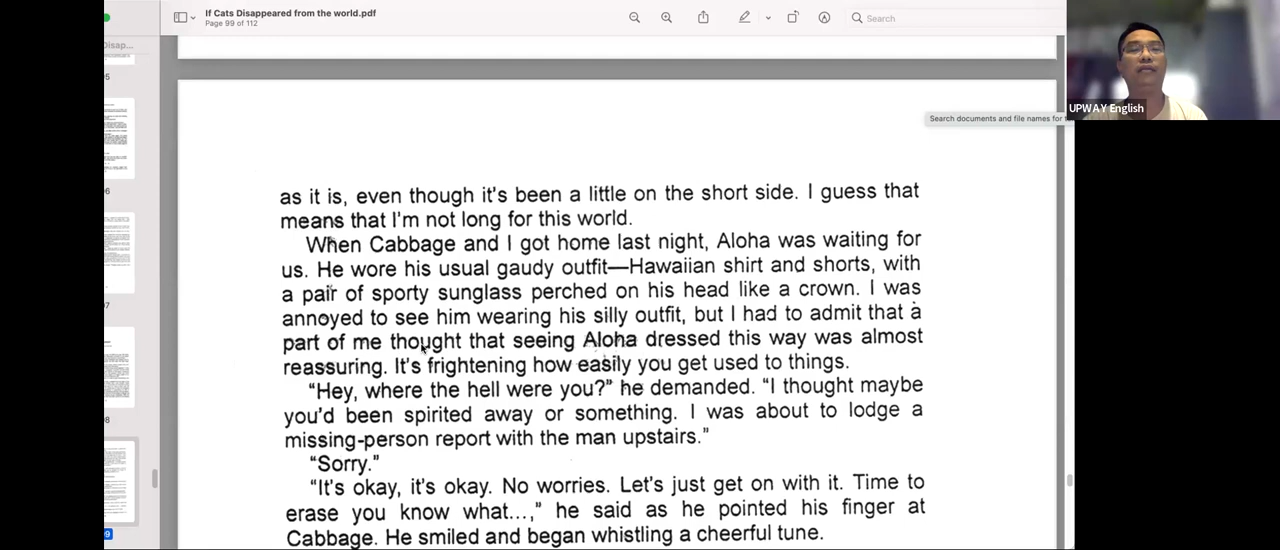 If Cats Disappeared from the world.pdf
Page 99 of 112
Search
Disap...
UPWAY English
Search documents and file names for
as it is, even though it's been a little on the short side. I guess that
means that I'm not long for this world.
When Cabbage and I got home last night, Aloha was waiting for
us. He wore his usual gaudy outfit—Hawaiian shirt and shorts, with
a pair of sporty sunglass perched on his head like a crown. I was
annoyed to see him wearing his silly outfit, but I had to admit that a
part of me thought that seeing Aloha dressed this way was almost
reassuring. It's frightening how easily you get used to things.
"Hey, where the hell were you?" he demanded. "I thought maybe
you'd been spirited away or something. I was about to lodge a
missing-person report with the man upstairs."
"Sorry."
"It's okay, it's okay. No worries. Let's just get on with it. Time to
erase you know what...," he said as he pointed his finger at
Cabbage. He smiled and began whistling a cheerful tune.